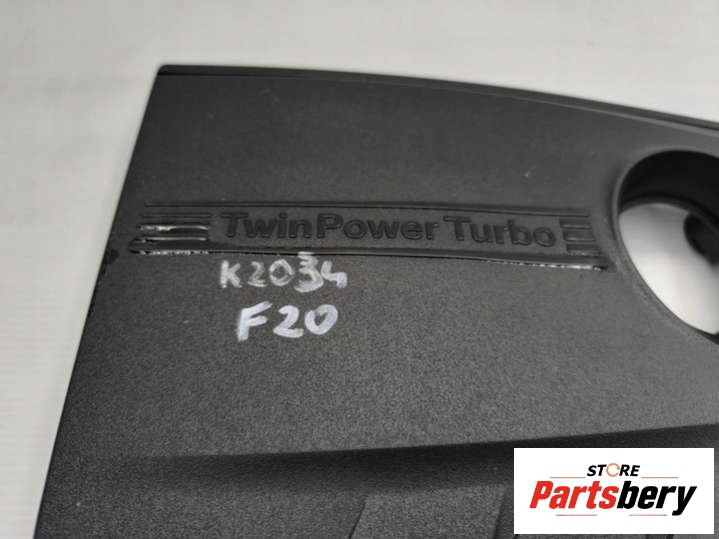 TwinPower Turbo
K2034
F20
STORE
Partsbery